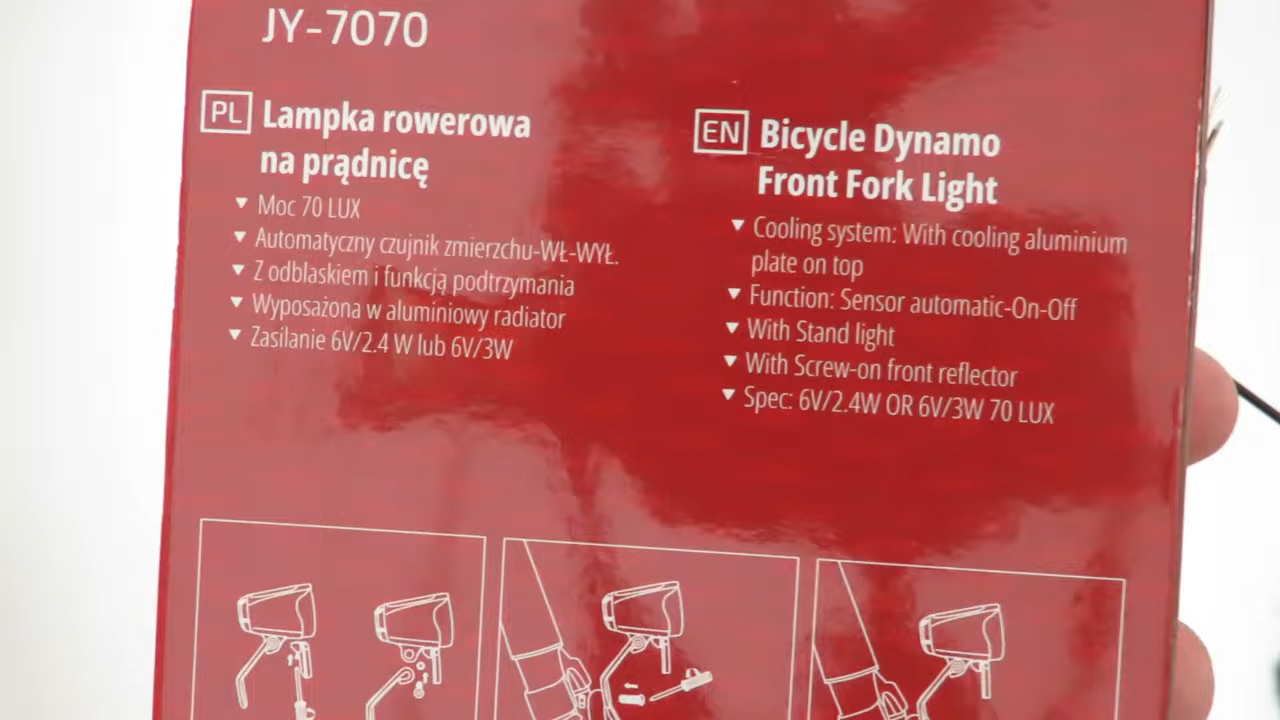 JY-7070
PL Lampka rowerowa
na prądnicę
Moc 70 LUX
Automatyczny czujnik zmierzchu-WŁ-WYŁ.
Z odblaskiem i funkcją podtrzymania
Wyposażona w aluminiowy radiator
Zasilanie 6V/2.4 W lub 6V/3W
EN Bicycle Dynamo
Front Fork Light
Cooling system: With cooling aluminium
plate on top
Function: Sensor automatic-On-Off
With Stand light
With Screw-on front reflector
Spec: 6V/2.4W OR 6V/3W 70 LUX